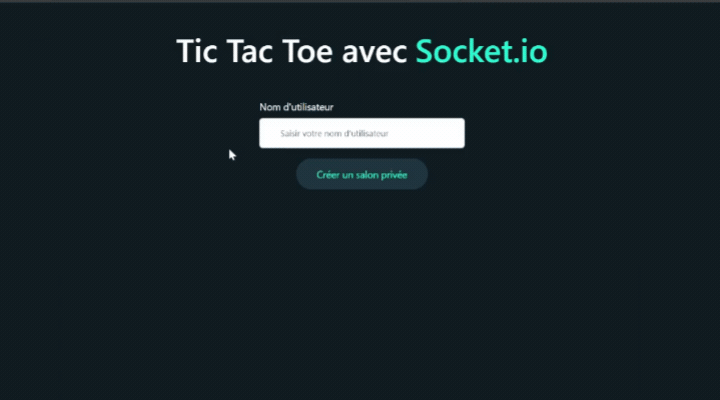 Tic Tac Toe avec Socket.io
Nom d'utilisateur
Saisir votre nom d'utilisateur
Créer un salon privée